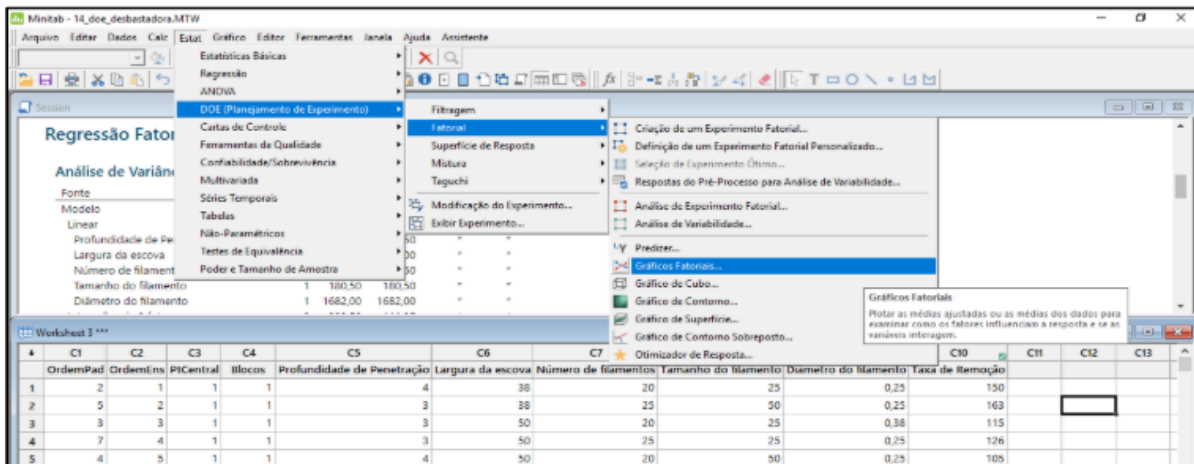 Minitab - 14_doe_desbastadora.MTW
Arquivo Editar Dados Calc Estat Gráfico Editor Ferramentas Janela Ajuda Assistente
Estatísticas Básicas
Regressão
ANOVA
DOE (Planejamento de Experimento)
Cartas de Controle
Ferramentas da Qualidade
Confiabilidade/Sobrevivência
Multivariada
Séries Temporais
Tabelas
Não-Paramétricos
Testes de Equivalência
Poder e Tamanho de Amostra
Filtragem
Fatorial
Superfície de Resposta
Mistura
Taguchi
Modificação do Experimento...
Exibir Experimento...
Criação de um Experimento Fatorial...
Definição de um Experimento Fatorial Personalizado...
Seleção de Experimento Ótimo...
Respostas do Pré-Processo para Análise de Variabilidade...
Análise de Experimento Fatorial...
Análise de Variabilidade...
Predizer...
Gráficos Fatoriais...
Gráfico de Cubo...
Gráfico de Contorno...
Gráfico de Superfície...
Gráfico de Contorno Sobreposto...
Otimizador de Resposta...
Gráficos Fatoriais
Plotar as médias ajustadas ou as médias dos dados para
examinar como os fatores influenciam a resposta e se as
variáveis interagem.
Session
Regressão Fator
Análise de Variân
Fonte
Modelo
Linear
Profundidade de Pe
Largura da escova
Número de filament
Tamanho do filamento 1 180,50 180,50 * *
Diâmetro do filamento 1 1682,00 1682,00 * *
Worksheet 3 ***
C1 C2 C3 C4 C5 C6 C7 C10 C11 C12 C13
OrdemPad OrdemEns PtCentral Blocos Profundidade de Penetração Largura da escova Número de filamentos Tamanho do filamento Diâmetro do filamento Taxa de Remoção
1 2 1 1 1 4 38 20 25 0,25 150
2 5 2 1 1 3 38 25 50 0,25 163
3 3 3 1 1 3 50 20 25 0,38 115
4 7 4 1 1 3 50 25 25 0,25 126
5 4 5 1 1 4 50 20 50 0,25 105